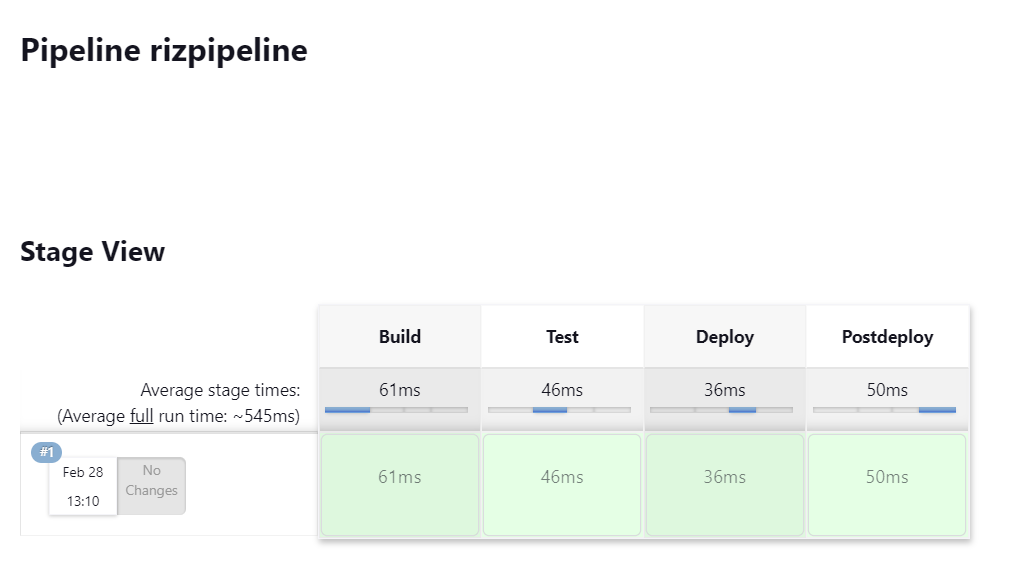 Pipeline rizpipeline
Stage View
Build Test Deploy Postdeploy
Average stage times: 61ms 46ms 36ms 50ms
(Average full run time: ~545ms)
#1
Feb 28
13:10
No
Changes
61ms 46ms 36ms 50ms